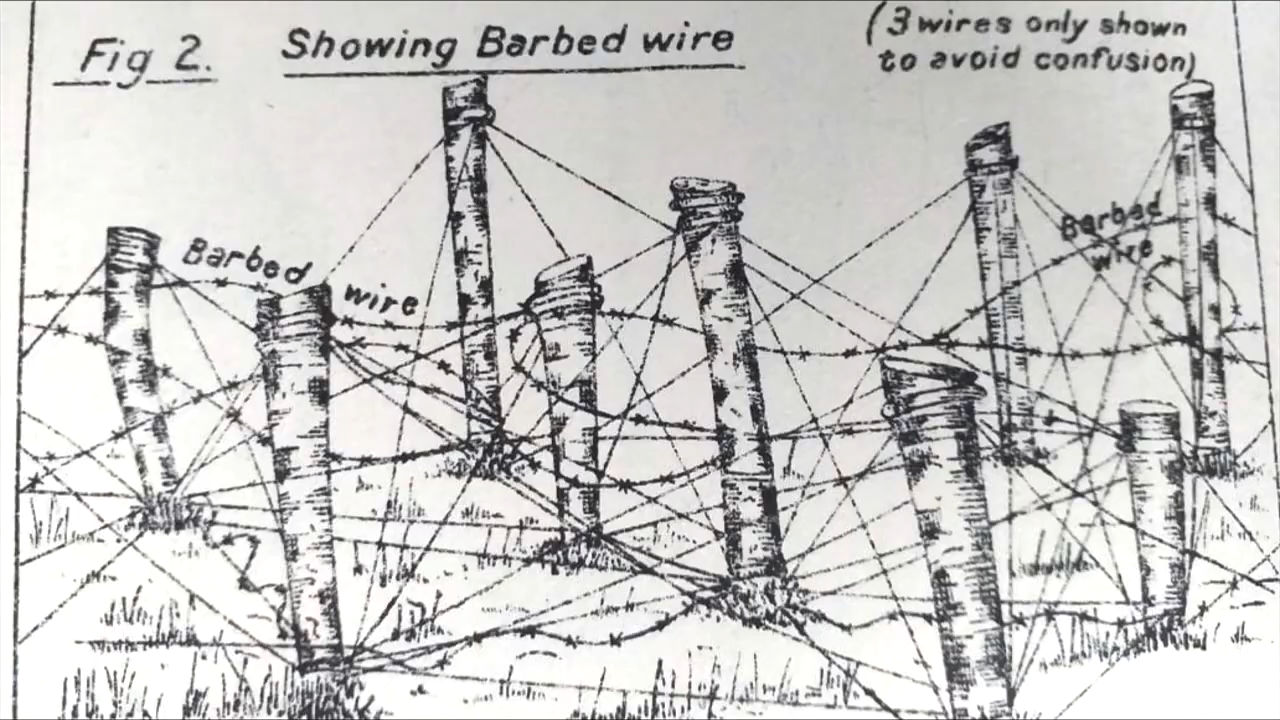 Fig 2.
Showing Barbed wire
(3 wires only shown
to avoid confusion)
Barbed wire
Barbed
wire